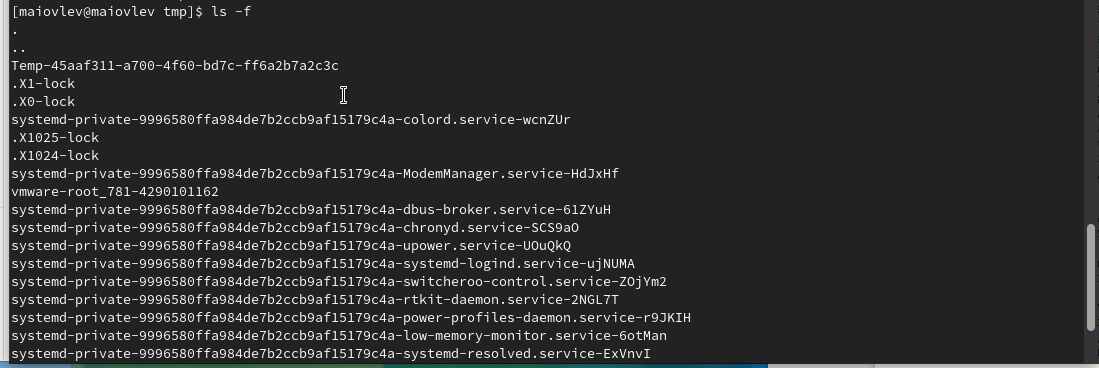 [maiovlev@maiovlev tmp]$ ls -f
.
..
Temp-45aaf311-a700-4f60-bd7c-ff6a2b7a2c3c
.X1-lock
.X0-lock
systemd-private-9996580ffa984de7b2ccb9af15179c4a-colord.service-wcnZUr
.X1025-lock
.X1024-lock
systemd-private-9996580ffa984de7b2ccb9af15179c4a-ModemManager.service-HdJxHf
vmware-root_781-4290101162
systemd-private-9996580ffa984de7b2ccb9af15179c4a-dbus-broker.service-61ZYuH
systemd-private-9996580ffa984de7b2ccb9af15179c4a-chronyd.service-SCS9aO
systemd-private-9996580ffa984de7b2ccb9af15179c4a-upower.service-UOuQkQ
systemd-private-9996580ffa984de7b2ccb9af15179c4a-systemd-logind.service-ujNUMA
systemd-private-9996580ffa984de7b2ccb9af15179c4a-switcheroo-control.service-ZOjYm2
systemd-private-9996580ffa984de7b2ccb9af15179c4a-rtkit-daemon.service-2NGL7T
systemd-private-9996580ffa984de7b2ccb9af15179c4a-power-profiles-daemon.service-r9JKIH
systemd-private-9996580ffa984de7b2ccb9af15179c4a-low-memory-monitor.service-6otMan
systemd-private-9996580ffa984de7b2ccb9af15179c4a-systemd-resolved.service-ExVnvI